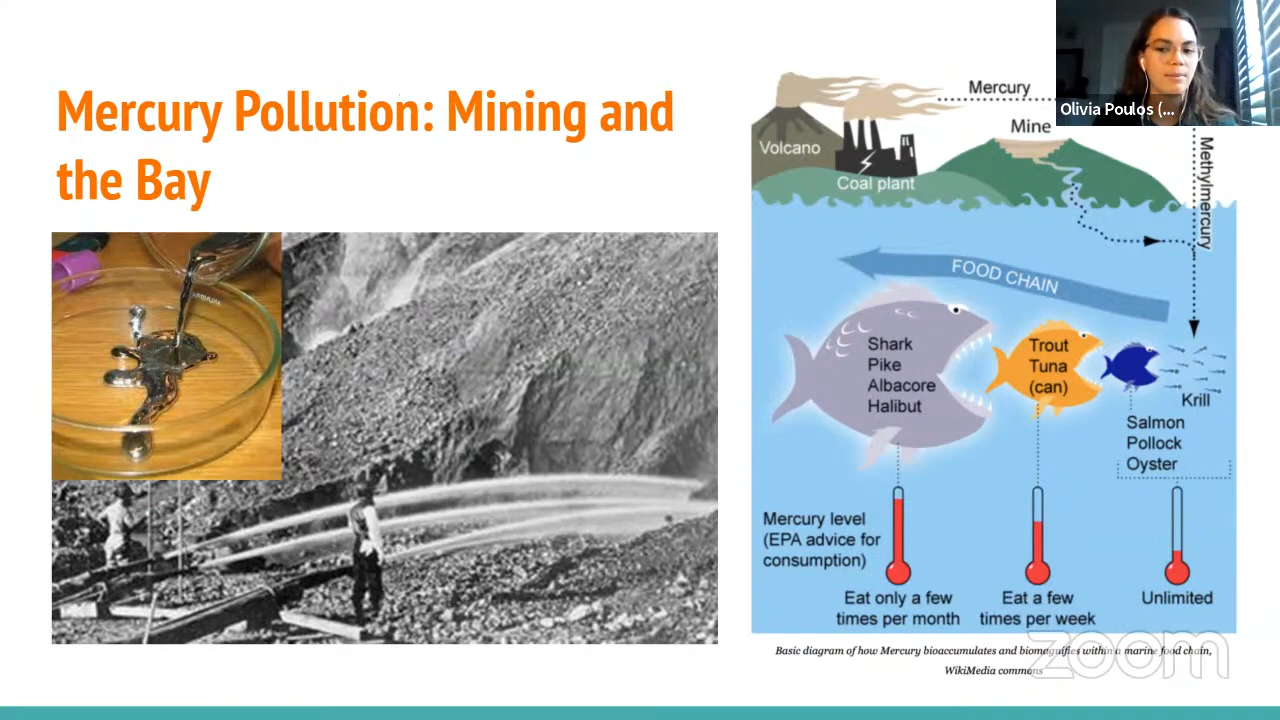 Mercury Pollution: Mining and
the Bay
Olivia Poulos (...
Mercury
Mine
Volcano
Coal plant
Methylmercury
FOOD CHAIN
Shark
Pike
Albacore
Halibut
Trout
Tuna
(can)
Krill
Salmon
Pollock
Oyster
Mercury level
(EPA advice for
consumption)
Eat only a few
times per month
Eat a few
times per week
Unlimited
Basic diagram of how Mercury bioaccumulates and biomagnifies within a marine food chain,
WikiMedia commons
zoom